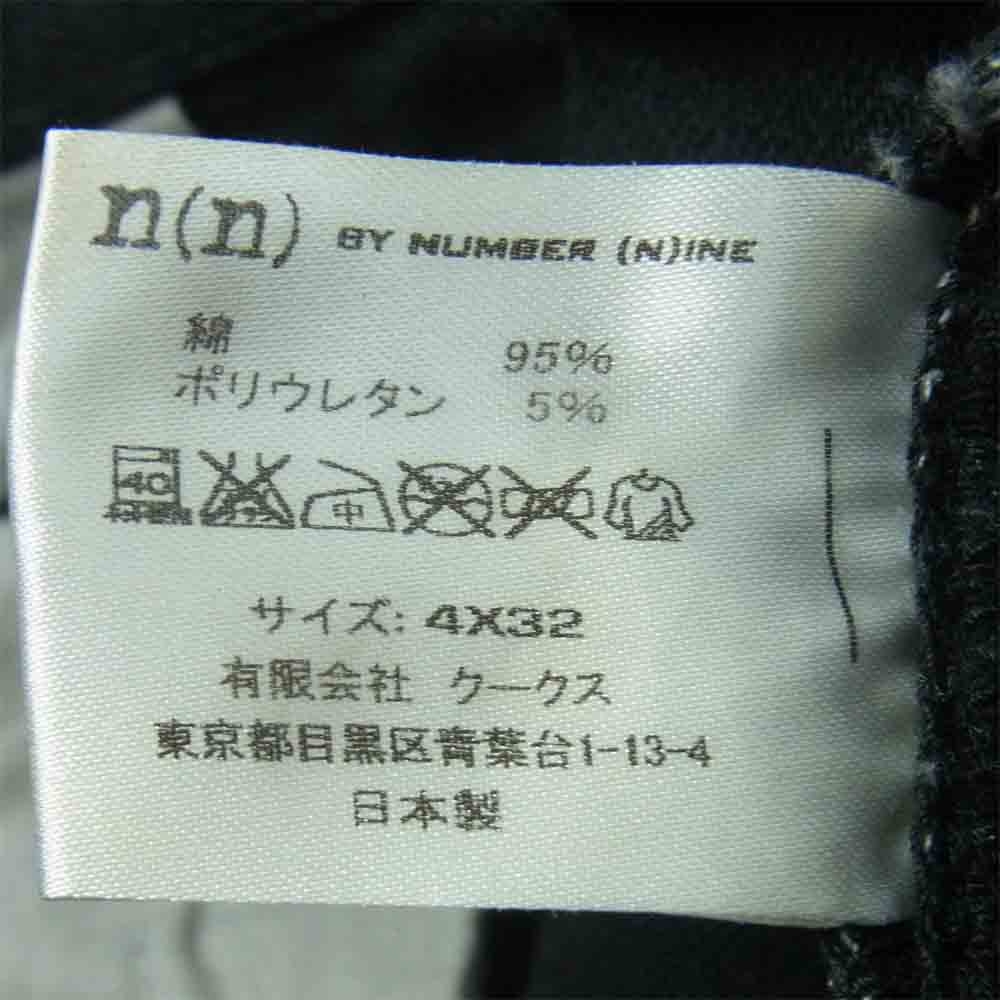 n(n) BY NUMBER (N)INE
綿 95%
ポリウレタン 5%
40 中
サイズ: 4X32
有限会社 ケークス
東京都目黒区青葉台1-13-4
日本製